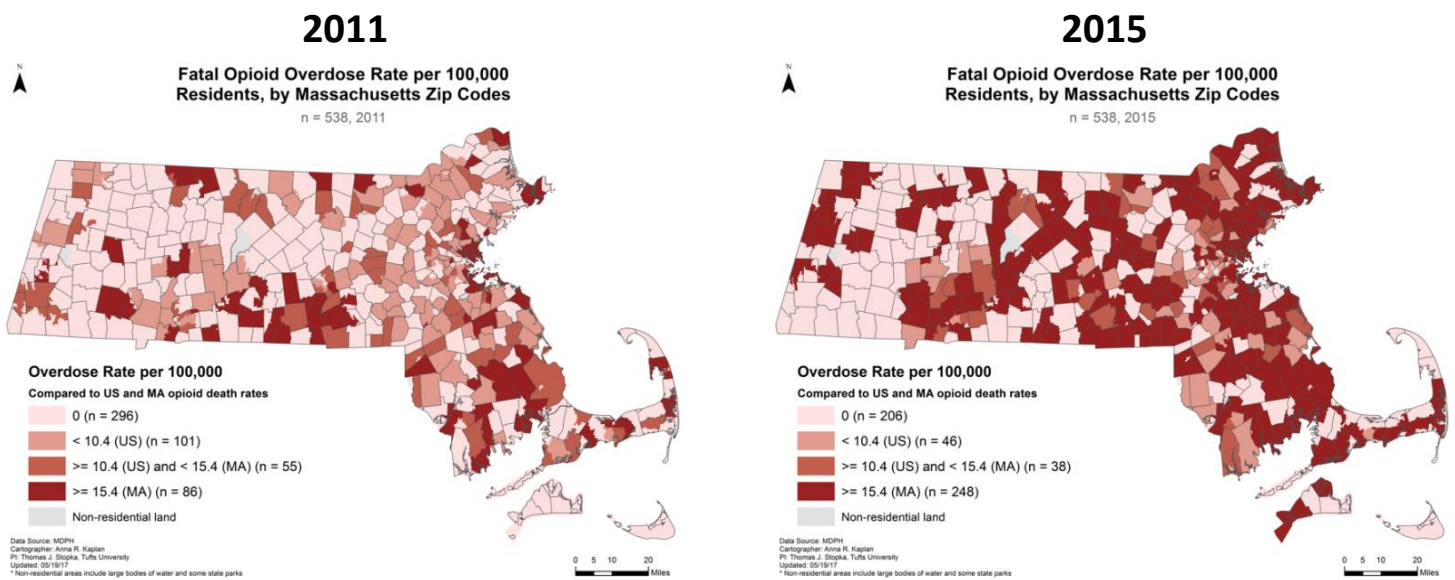 2011
N
Fatal Opioid Overdose Rate per 100,000
Residents, by Massachusetts Zip Codes
n = 538, 2011
Overdose Rate per 100,000
Compared to US and MA opioid death rates
0 (n = 296)
< 10.4 (US) (n = 101)
>= 10.4 (US) and < 15.4 (MA) (n = 55)
>= 15.4 (MA) (n = 86)
Non-residential land
Data Source: MDPH
Cartographer: Anna R. Kaplan
PI: Thomas J. Stopka, Tufts University
Updated: 05/19/17
* Non-residential areas include large bodies of water and some state parks
0 5 10 20
Miles
2015
N
Fatal Opioid Overdose Rate per 100,000
Residents, by Massachusetts Zip Codes
n = 538, 2015
Overdose Rate per 100,000
Compared to US and MA opioid death rates
0 (n = 206)
< 10.4 (US) (n = 46)
>= 10.4 (US) and < 15.4 (MA) (n = 38)
>= 15.4 (MA) (n = 248)
Non-residential land
Data Source: MDPH
Cartographer: Anna R. Kaplan
PI: Thomas J. Stopka, Tufts University
Updated: 05/19/17
* Non-residential areas include large bodies of water and some state parks
0 5 10 20
Miles